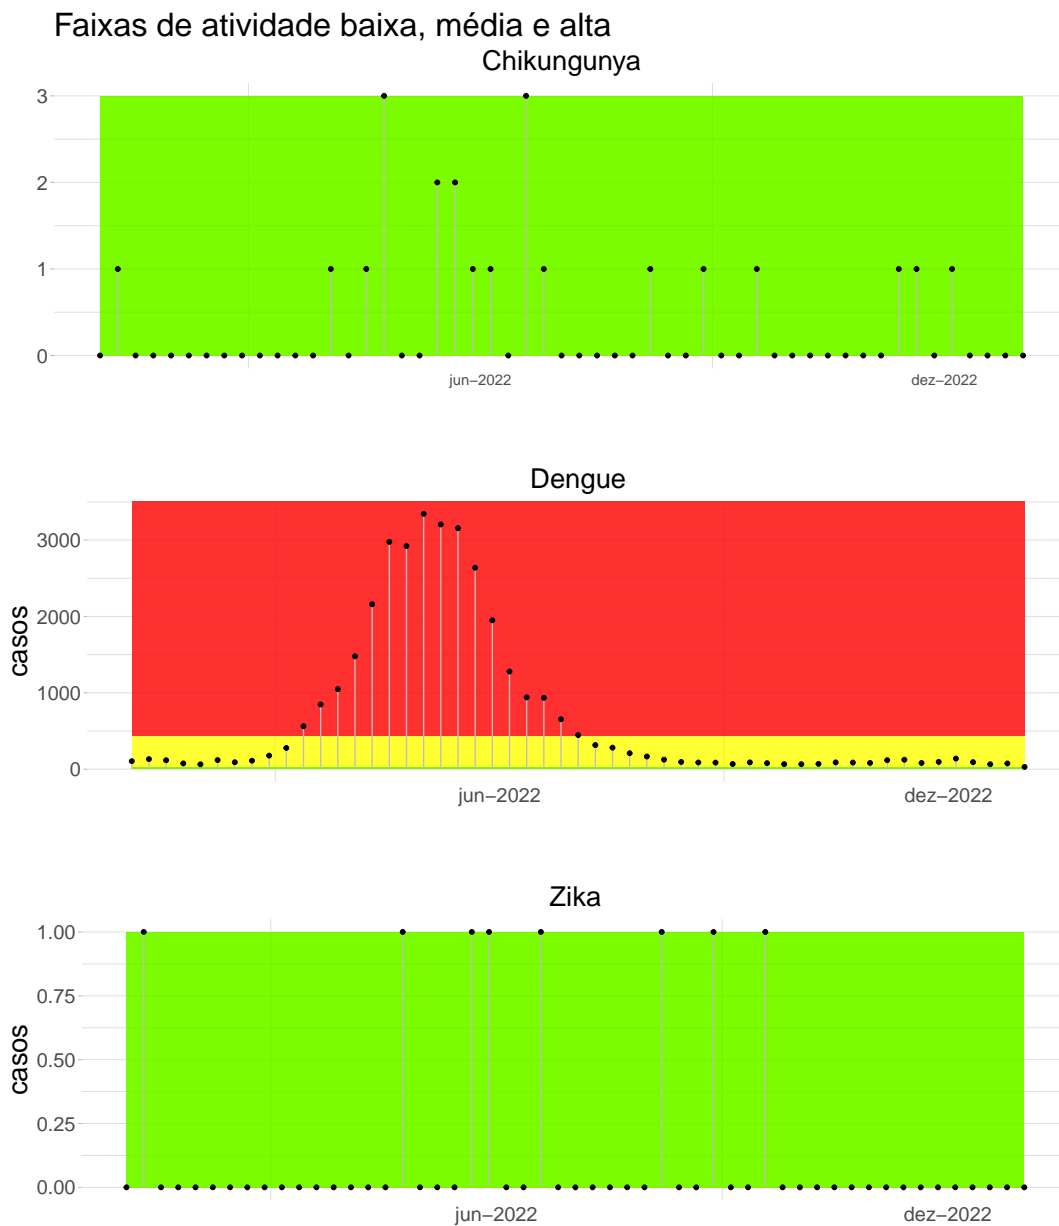 Faixas de atividade baixa, média e alta
Chikungunya
3
2
1
0
jun−2022 dez−2022
Dengue
casos
3000
2000
1000
0
jun−2022 dez−2022
Zika
casos
1.00
0.75
0.50
0.25
0.00
jun−2022 dez−2022